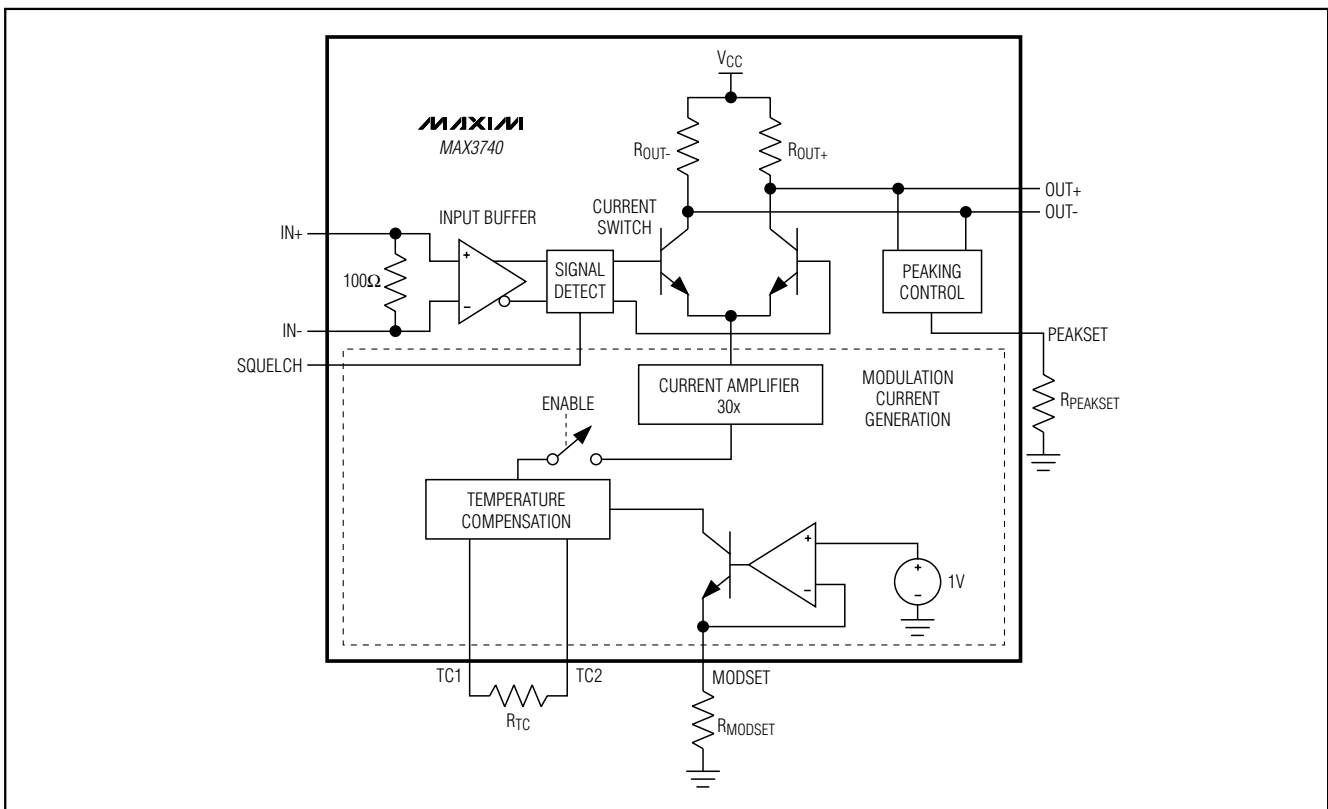 VCC
MAXIM
MAX3740
ROUT-
ROUT+
OUT+
OUT-
CURRENT
SWITCH
INPUT BUFFER
IN+
+
100Ω
−
IN-
SIGNAL
DETECT
PEAKING
CONTROL
PEAKSET
SQUELCH
RPEAKSET
CURRENT AMPLIFIER
30x
MODULATION
CURRENT
GENERATION
ENABLE
TEMPERATURE
COMPENSATION
+
−
+
−
1V
TC1
TC2
MODSET
RTC
RMODSET